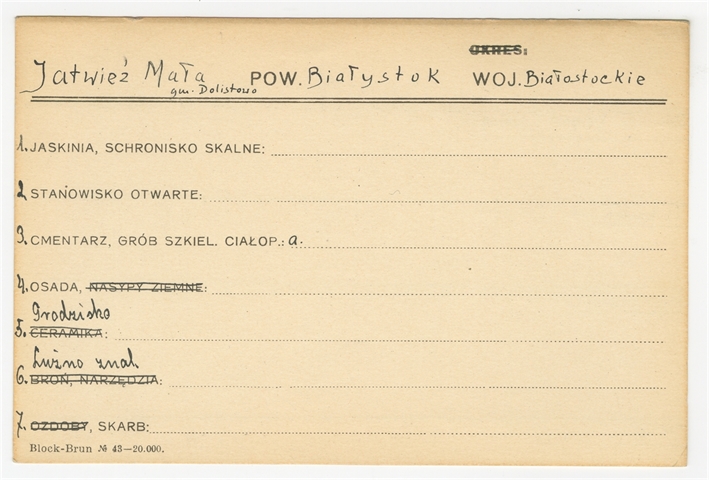 OKRES:
Jatwież Mała POW. Białystok WOJ. Białostockie
gm. Dolistowo
1. JASKINIA, SCHRONISKO SKALNE:
2 STANOWISKO OTWARTE:
3. CMENTARZ, GRÓB SZKIEL. CIAŁOP.: a.
4. OSADA, NASYPY ZIEMNE:
Grodzisko
5. CERAMIKA:
Luźno znal.
6. BROŃ, NARZĘDZIA:
7. OZDOBY, SKARB:
Block-Brun № 43—20.000.